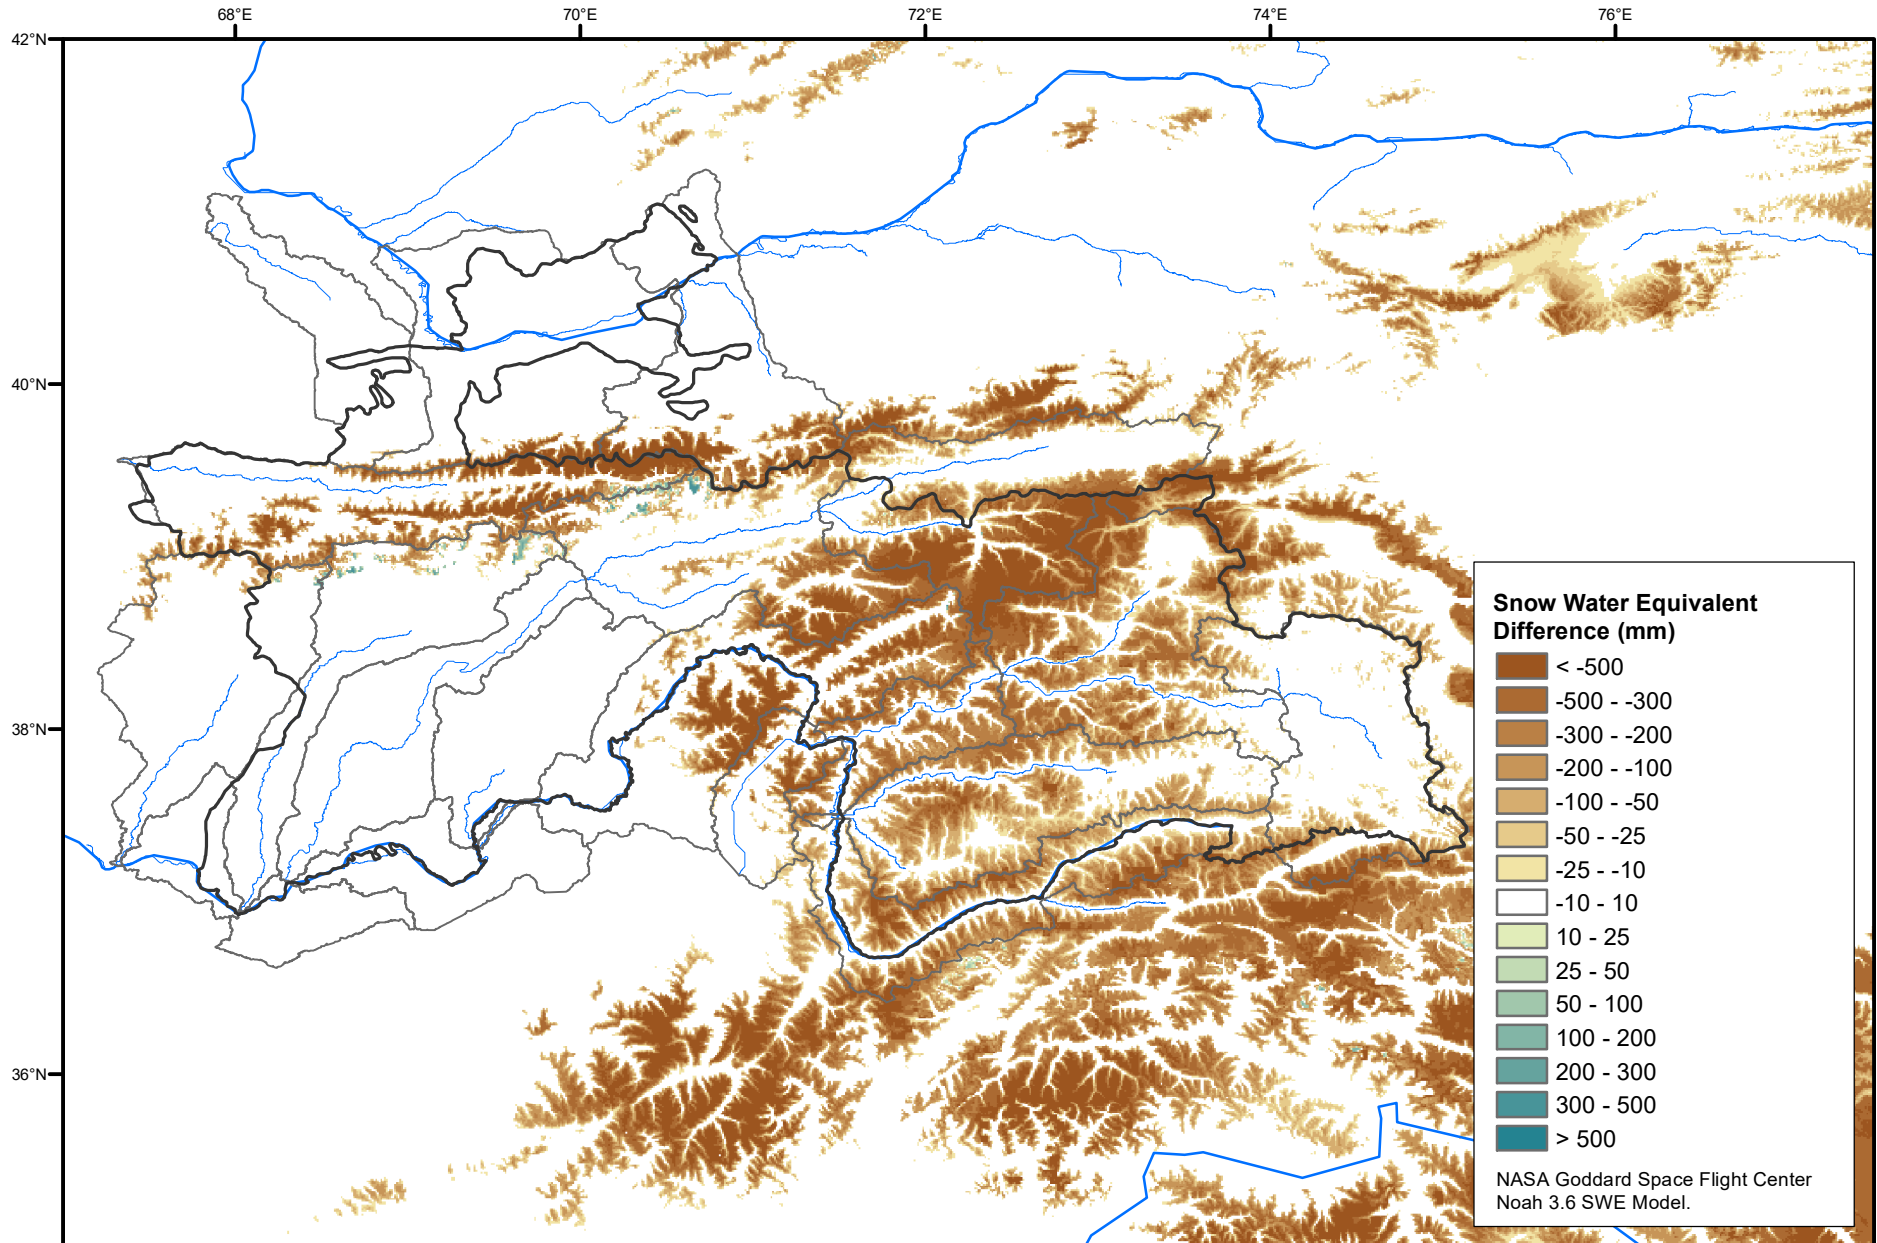 68°E
70°E
72°E
74°E
76°E
42°N
40°N
38°N
36°N
Snow Water Equivalent
Difference (mm)
< -500
-500 - -300
-300 - -200
-200 - -100
-100 - -50
-50 - -25
-25 - -10
-10 - 10
10 - 25
25 - 50
50 - 100
100 - 200
200 - 300
300 - 500
> 500
NASA Goddard Space Flight Center
Noah 3.6 SWE Model.